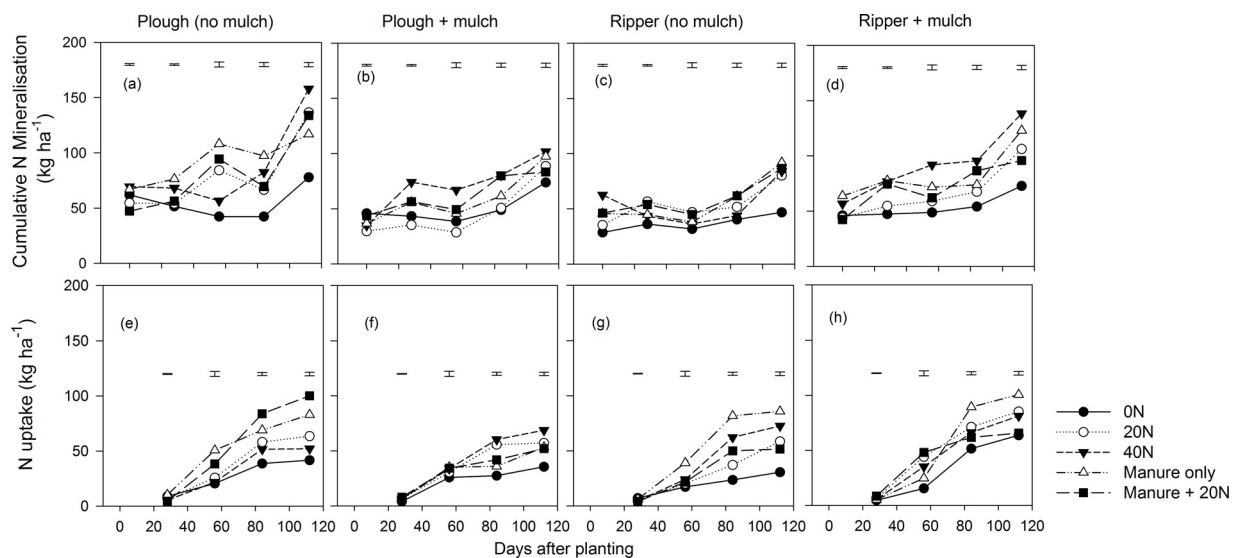 Plough (no mulch) Plough + mulch Ripper (no mulch) Ripper + mulch
Cumulative N Mineralisation
(kg ha⁻¹)
200
150
100
50
0
(a) (b) (c) (d)
N uptake (kg ha⁻¹)
200
150
100
50
0
(e) (f) (g) (h)
0 20 40 60 80 100 120 0 20 40 60 80 100 120 0 20 40 60 80 100 120 0 20 40 60 80 100 120
Days after planting
0N
20N
40N
Manure only
Manure + 20N